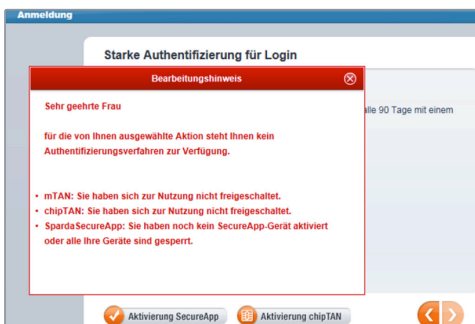 Anmeldung
Starke Authentifizierung für Login
Bearbeitungshinweis
Sehr geehrte Frau
alle 90 Tage mit einem
für die von Ihnen ausgewählte Aktion steht Ihnen kein
Authentifizierungsverfahren zur Verfügung.
• mTAN: Sie haben sich zur Nutzung nicht freigeschaltet.
• chipTAN: Sie haben sich zur Nutzung nicht freigeschaltet.
• SpardaSecureApp: Sie haben noch kein SecureApp-Gerät aktiviert
oder alle Ihre Geräte sind gesperrt.
Aktivierung SecureApp
Aktivierung chipTAN